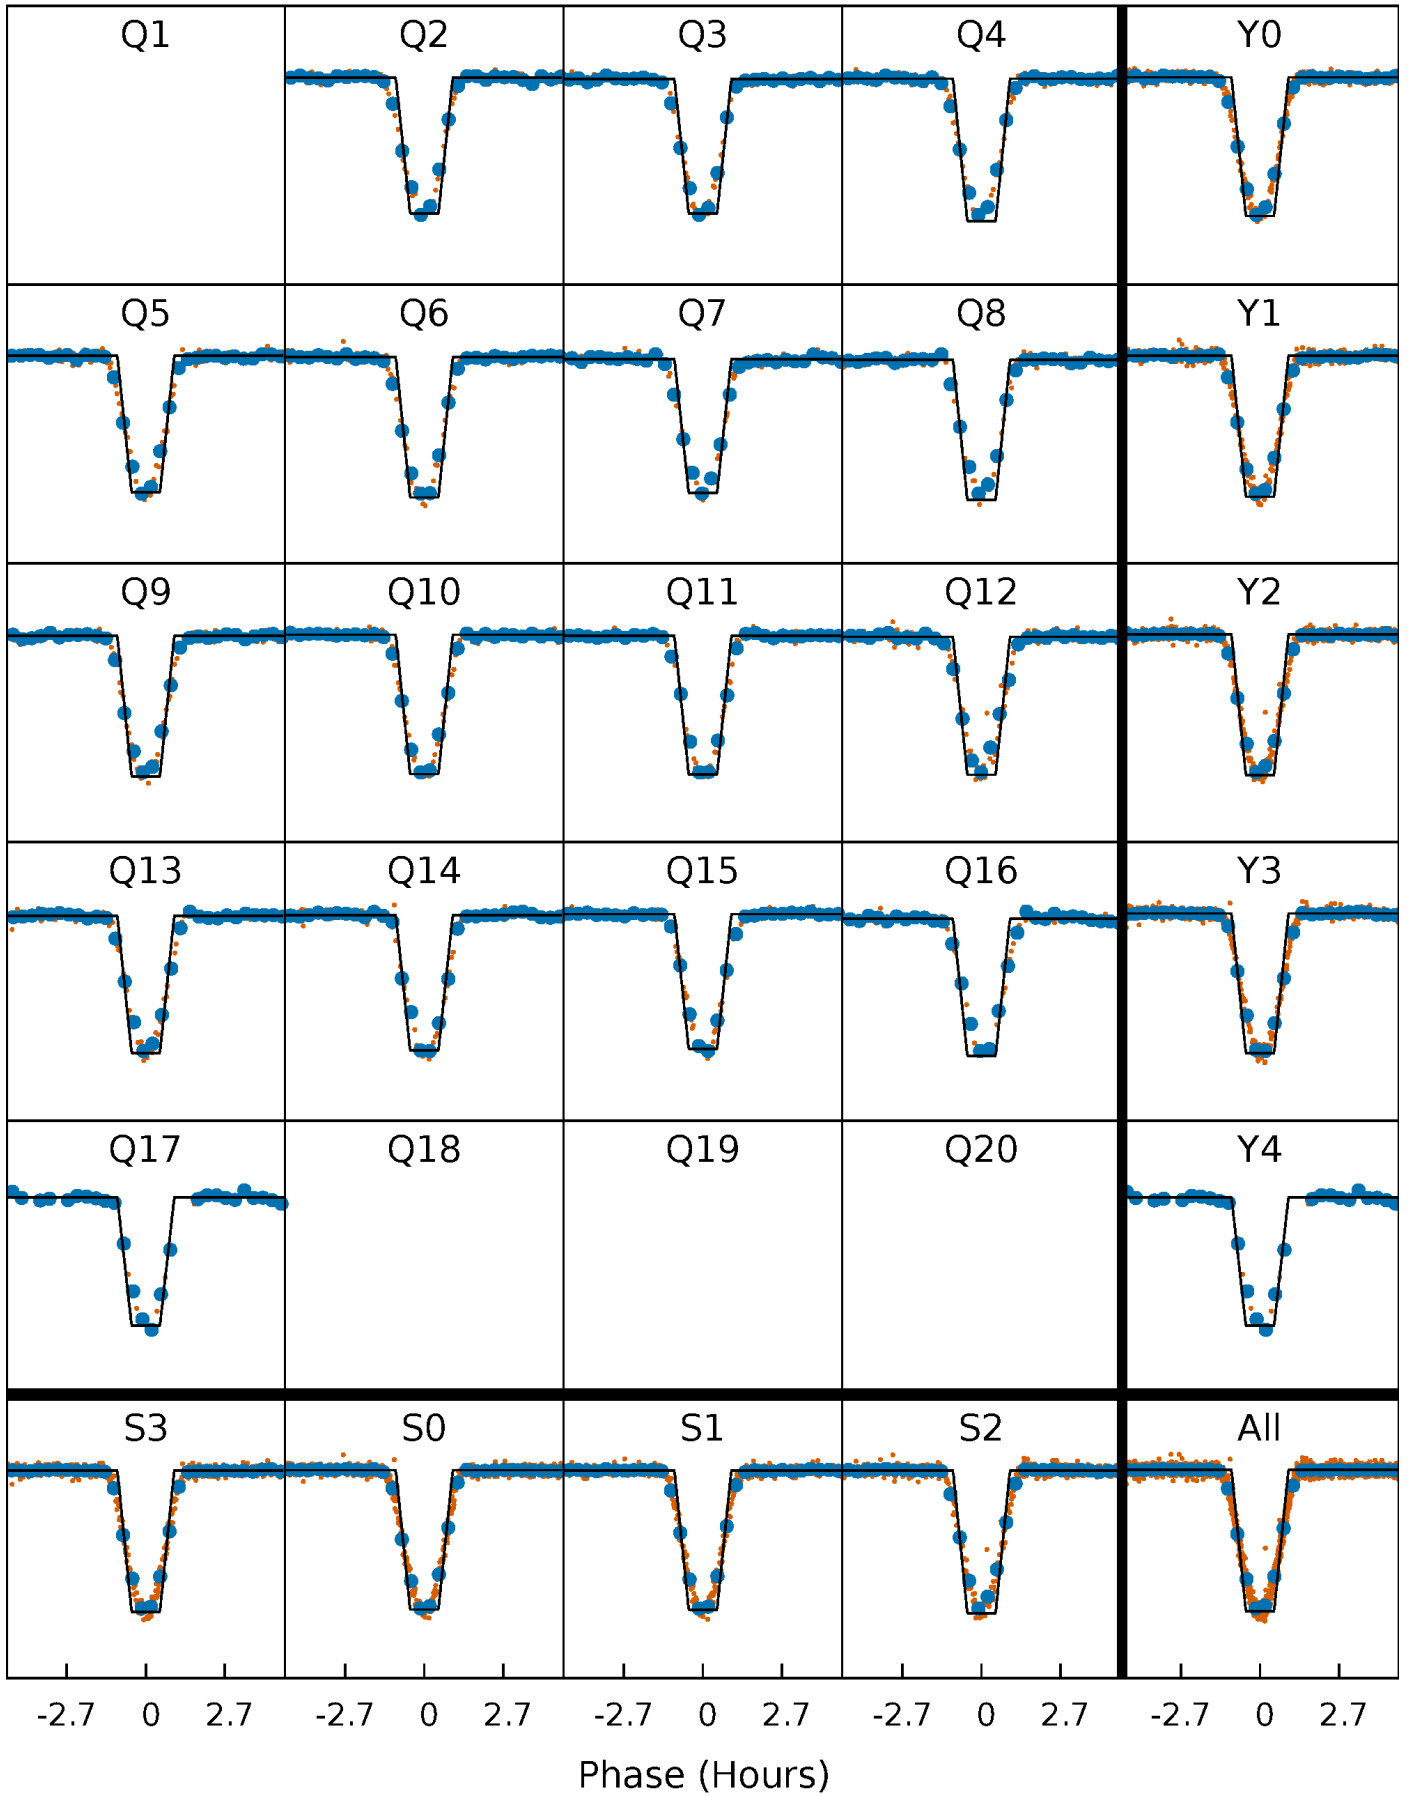 Q1 Q2 Q3 Q4 Y0
Q5 Q6 Q7 Q8 Y1
Q9 Q10 Q11 Q12 Y2
Q13 Q14 Q15 Q16 Y3
Q17 Q18 Q19 Q20 Y4
S3 S0 S1 S2 All
-2.7 0 2.7 -2.7 0 2.7 -2.7 0 2.7 -2.7 0 2.7 -2.7 0 2.7
Phase (Hours)